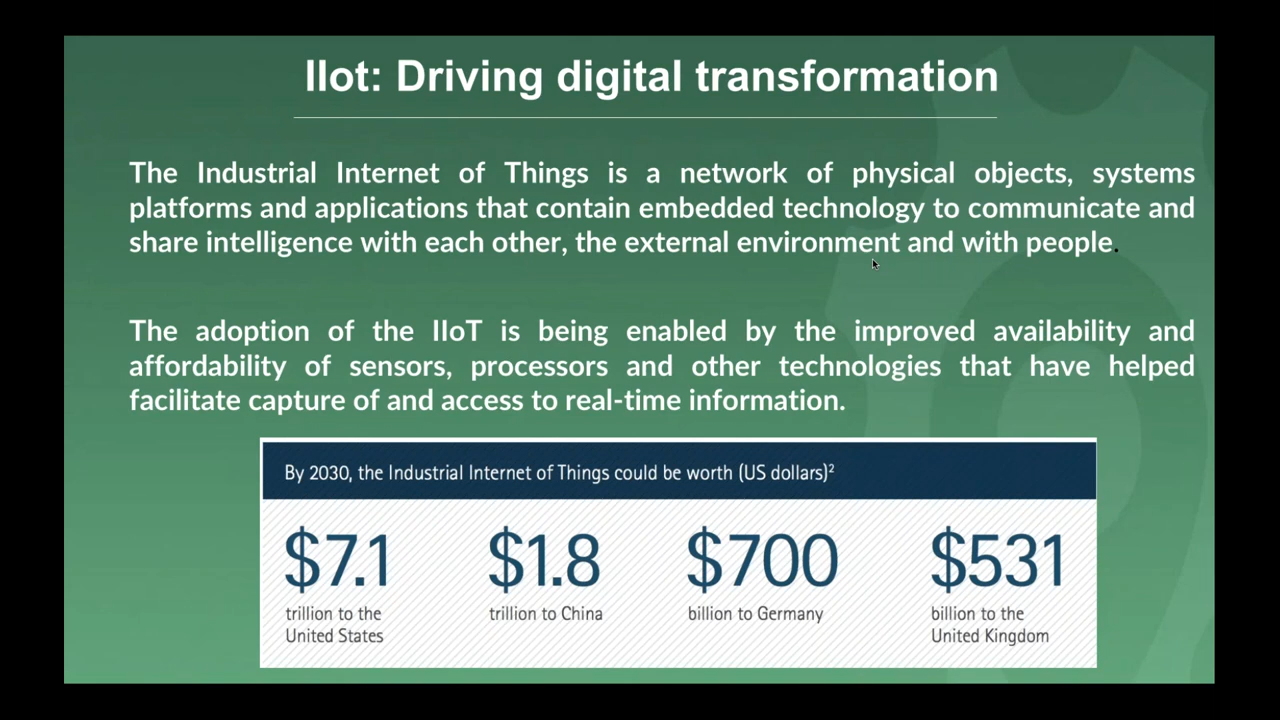 IIot: Driving digital transformation
The Industrial Internet of Things is a network of physical objects, systems
platforms and applications that contain embedded technology to communicate and
share intelligence with each other, the external environment and with people.
The adoption of the IIoT is being enabled by the improved availability and
affordability of sensors, processors and other technologies that have helped
facilitate capture of and access to real-time information.
By 2030, the Industrial Internet of Things could be worth (US dollars)²
$7.1 $1.8 $700 $531
trillion to the trillion to China billion to Germany billion to the
United States United Kingdom